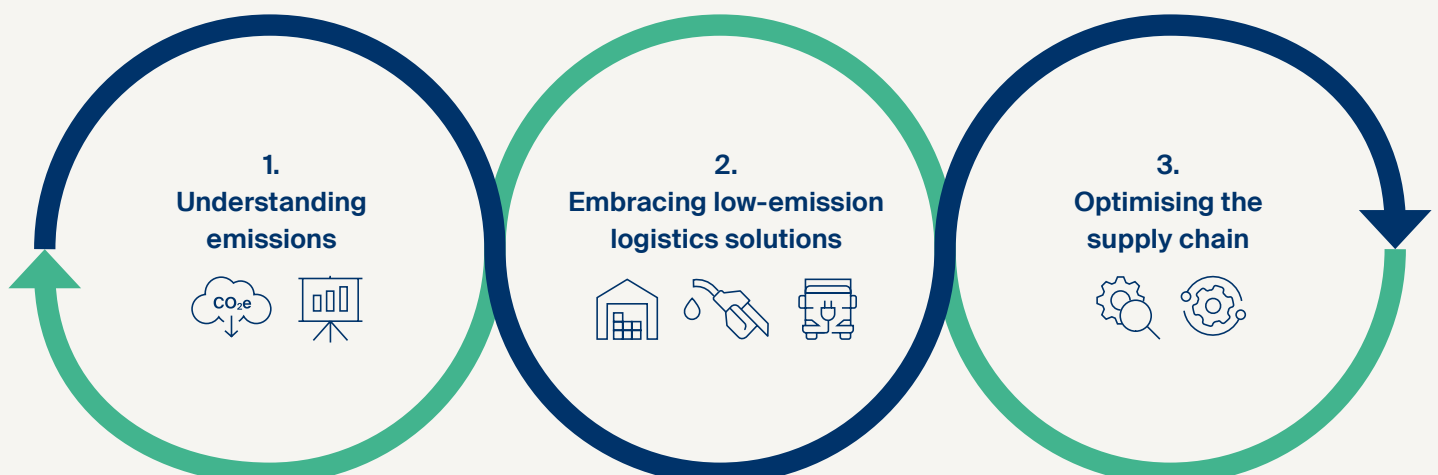 1.
Understanding
emissions
CO₂e
2.
Embracing low-emission
logistics solutions
3.
Optimising the
supply chain